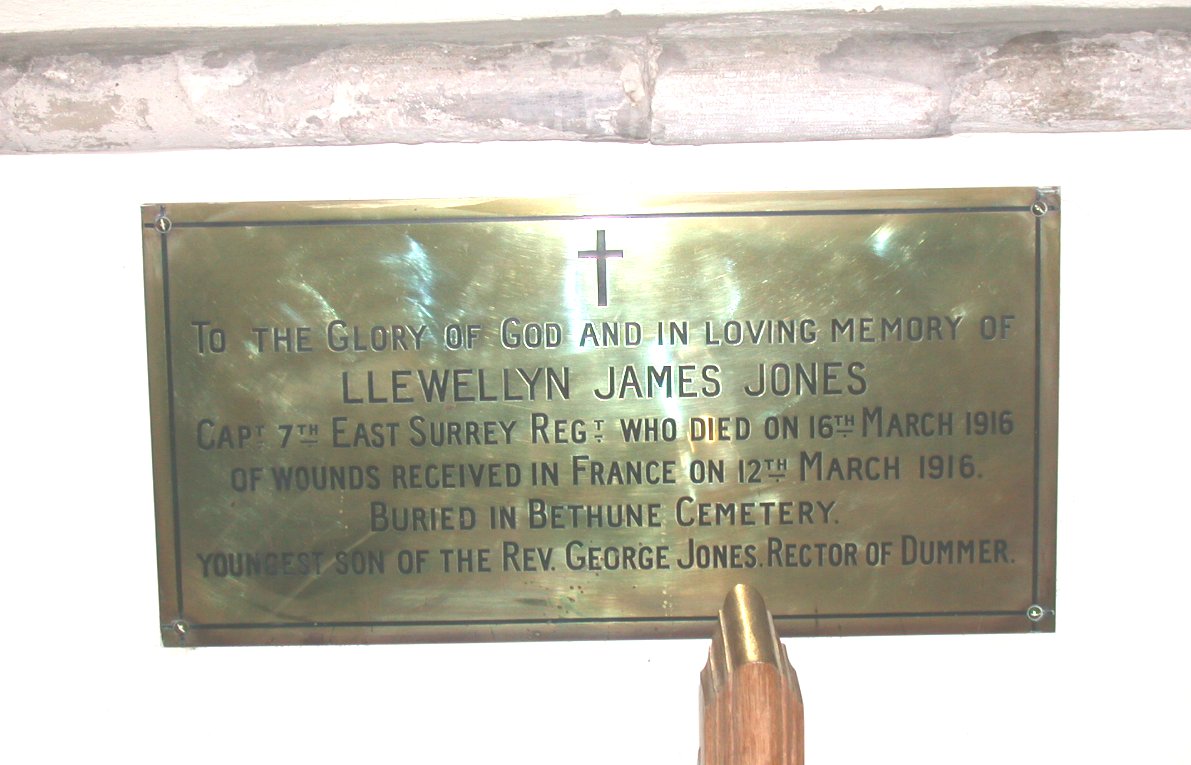 To the Glory of God and in loving memory of
LLEWELLYN JAMES JONES
Capt 7th East Surrey Regt who died on 16th March 1916
of wounds received in France on 12th March 1916.
Buried in Bethune Cemetery.
youngest son of the Rev. George Jones. Rector of Dummer.